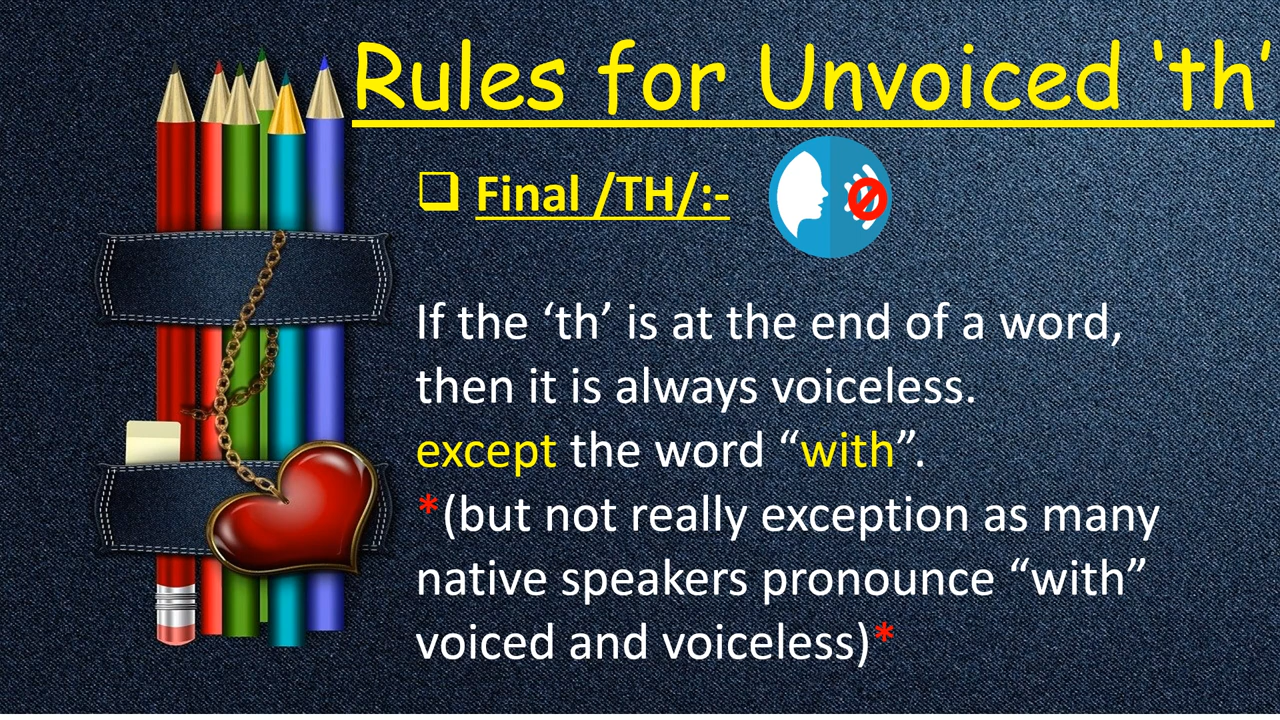 Rules for Unvoiced ‘th’
❑ Final /TH/:-
If the ‘th’ is at the end of a word,
then it is always voiceless.
except the word “with”.
*(but not really exception as many
native speakers pronounce “with”
voiced and voiceless)*